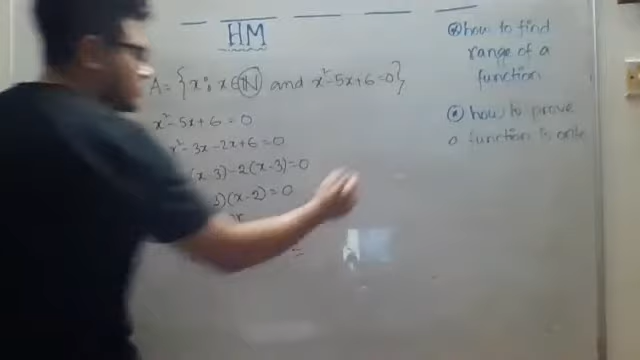 HM
A = {x : x ∈ ℕ and x²-5x+6=0}
x²-5x+6=0
x²-3x-2x+6=0
(x-3)-2(x-3)=0
)(x-2)=0
=
how to find
range of a
function
how to prove
a function is one